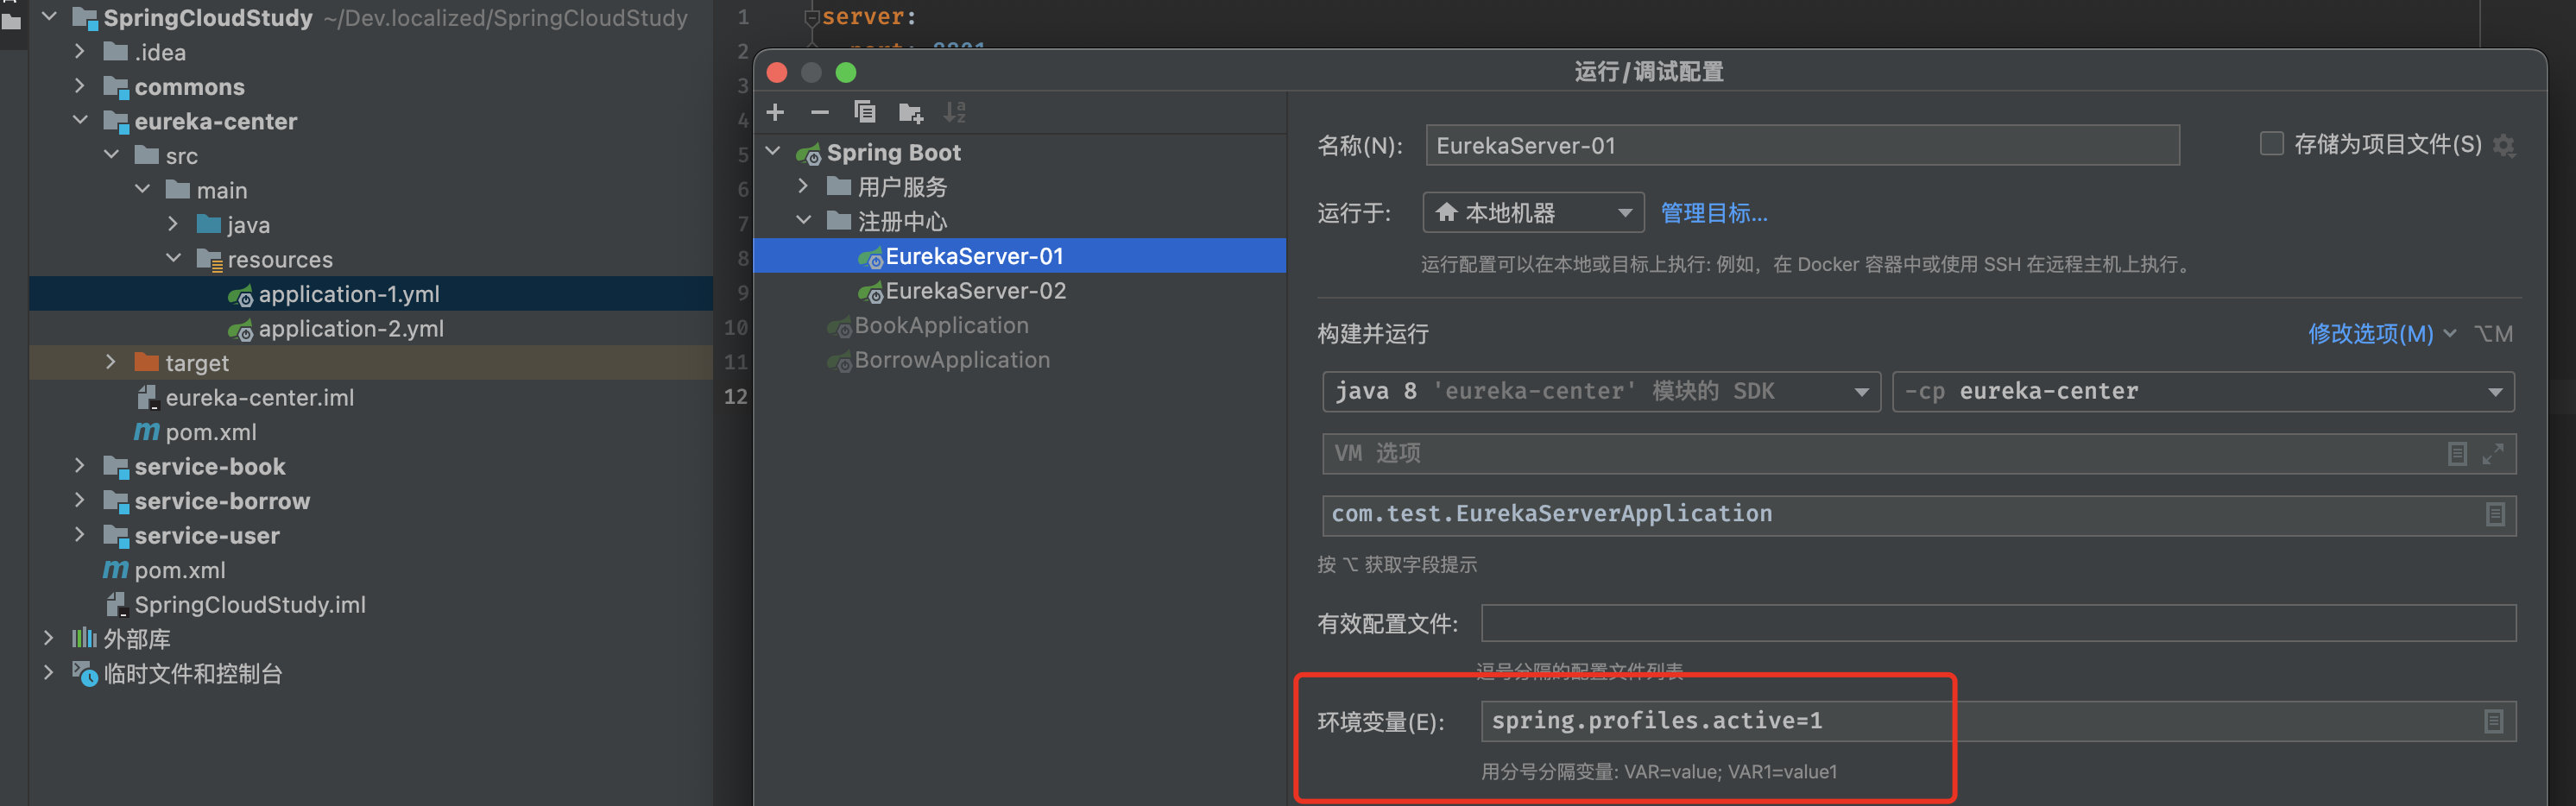 SpringCloudStudy ~/Dev.localized/SpringCloudStudy
.idea
commons
eureka-center
src
main
java
resources
application-1.yml
application-2.yml
target
eureka-center.iml
pom.xml
service-book
service-borrow
service-user
pom.xml
SpringCloudStudy.iml
外部库
临时文件和控制台
1
2
3
4
5
6
7
8
9
10
11
12
server:
运行/调试配置
Spring Boot
用户服务
注册中心
EurekaServer-01
EurekaServer-02
BookApplication
BorrowApplication
名称(N): EurekaServer-01 存储为项目文件(S)
运行于: 本地机器 管理目标...
运行配置可以在本地或目标上执行: 例如，在 Docker 容器中或使用 SSH 在远程主机上执行。
构建并运行 修改选项(M) ⌥M
java 8 'eureka-center' 模块的 SDK -cp eureka-center
VM 选项
com.test.EurekaServerApplication
按 ⌥ 获取字段提示
有效配置文件:
逗号分隔的配置文件列表
环境变量(E): spring.profiles.active=1
用分号分隔变量: VAR=value; VAR1=value1